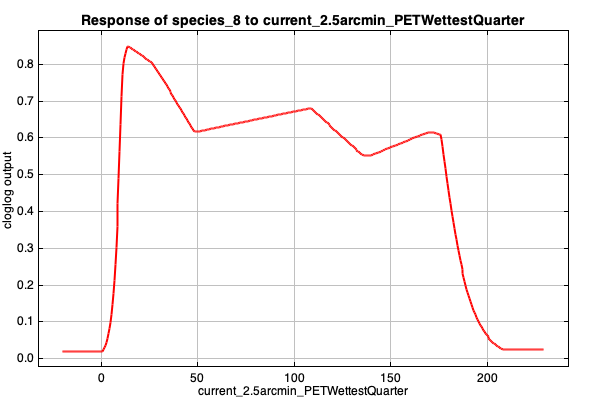 Response of species_8 to current_2.5arcmin_PETWettestQuarter
0.8
0.7
0.6
0.5
0.4
0.3
0.2
0.1
0.0
cloglog output
0 50 100 150 200
current_2.5arcmin_PETWettestQuarter